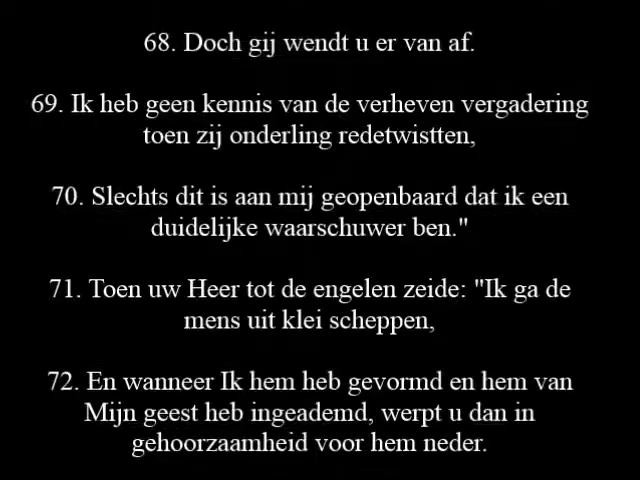 68. Doch gij wendt u er van af.
69. Ik heb geen kennis van de verheven vergadering
toen zij onderling redetwistten,
70. Slechts dit is aan mij geopenbaard dat ik een
duidelijke waarschuwer ben."
71. Toen uw Heer tot de engelen zeide: "Ik ga de
mens uit klei scheppen,
72. En wanneer Ik hem heb gevormd en hem van
Mijn geest heb ingeademd, werpt u dan in
gehoorzaamheid voor hem neder.